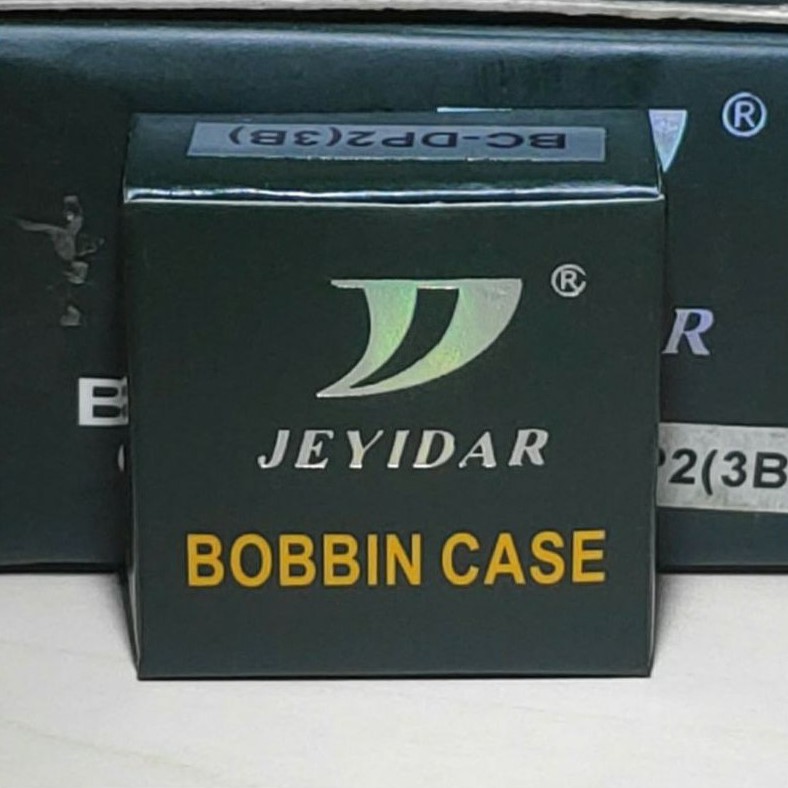 BC-DP2(3B)
®
JEYIDAR
BOBBIN CASE
®
R
B
P2(3B